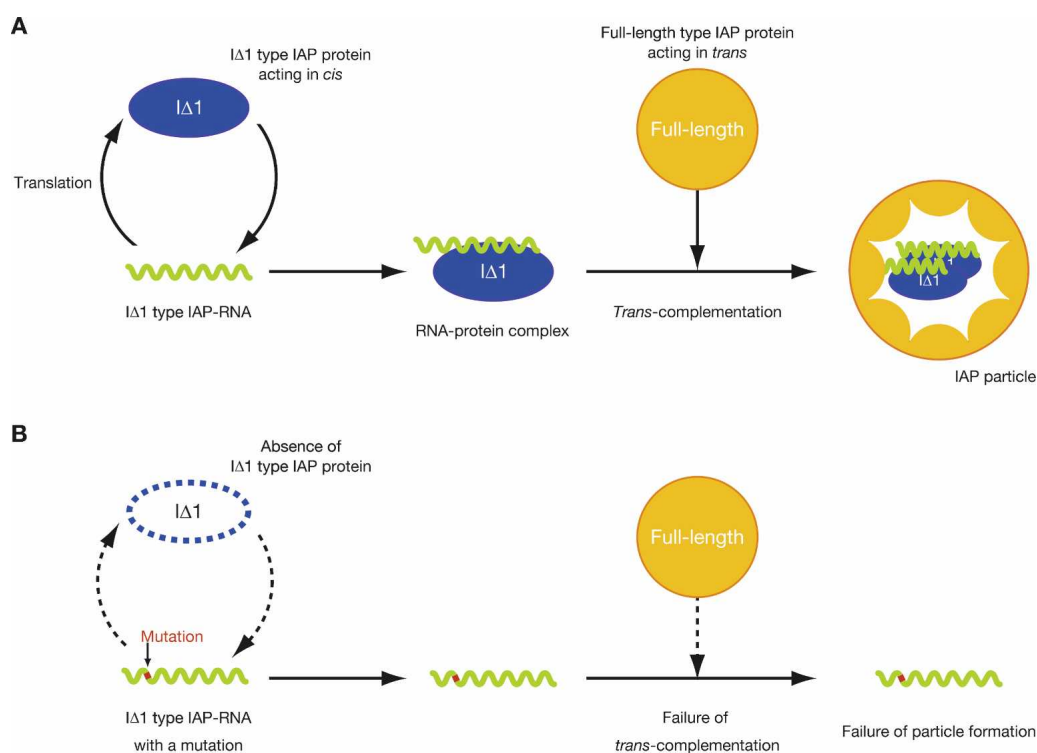 A
IΔ1 type IAP protein
acting in cis
IΔ1
Translation
IΔ1 type IAP-RNA
IΔ1
RNA-protein complex
Full-length type IAP protein
acting in trans
Full-length
Trans-complementation
1
IΔ1
IAP particle
B
Absence of
IΔ1 type IAP protein
IΔ1
Mutation
IΔ1 type IAP-RNA
with a mutation
Full-length
Failure of
trans-complementation
Failure of particle formation